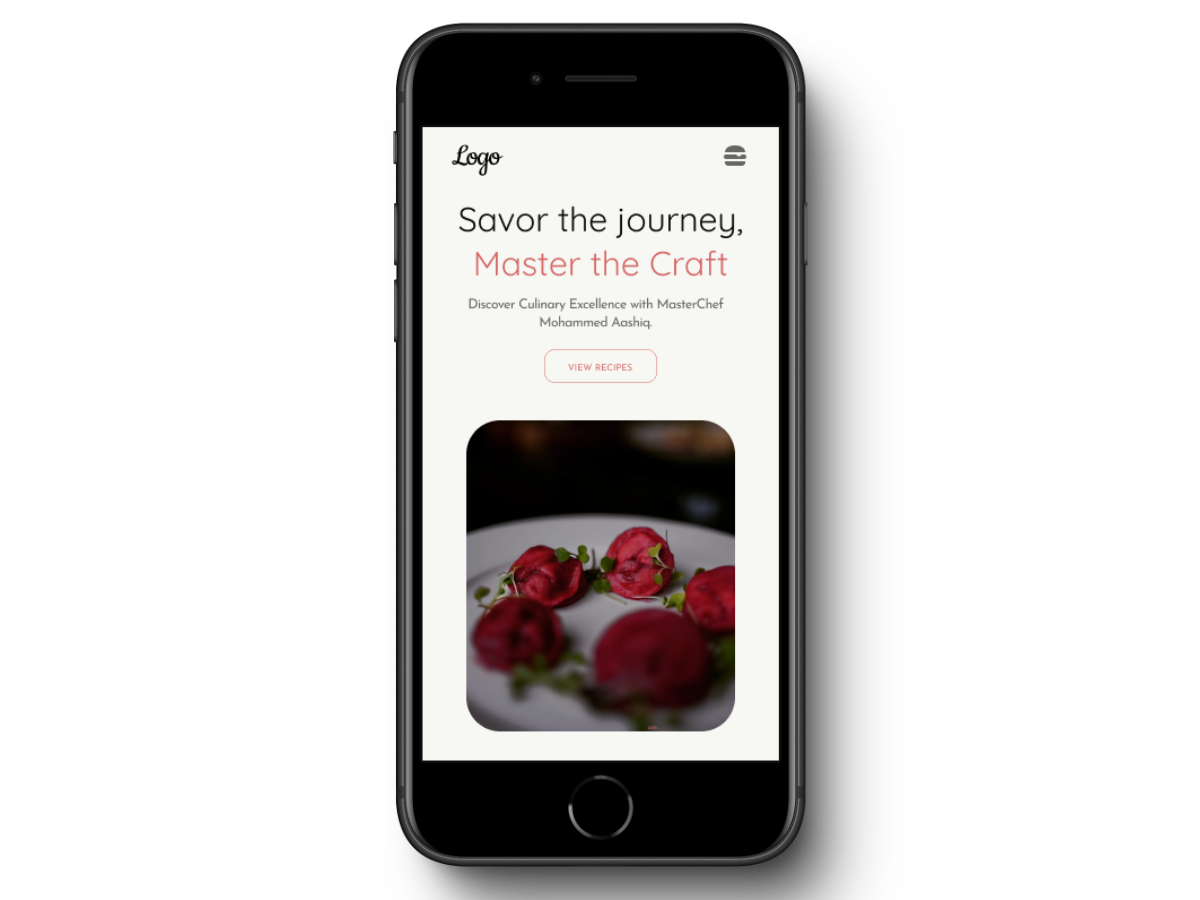 Logo
Savor the journey,
Master the Craft
Discover Culinary Excellence with MasterChef
Mohammed Aashiq.
VIEW RECIPES